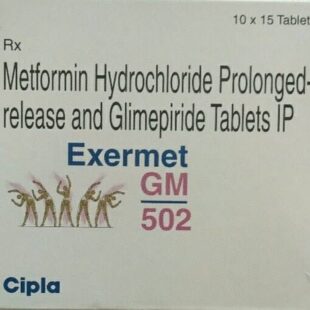 10 x 15 Tablet
Rx
Metformin Hydrochloride Prolonged-
release and Glimepiride Tablets IP
Exermet
GM
502
Cipla